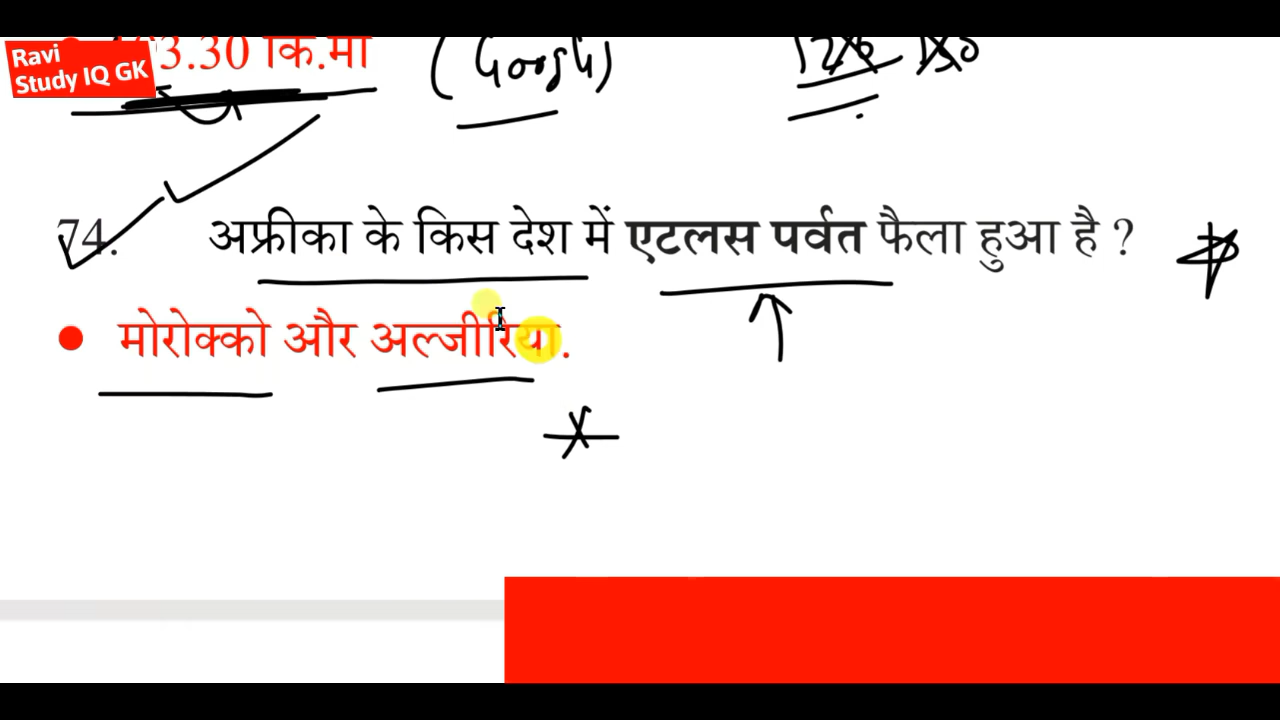 Ravi
Study IQ GK
3.30 कि.मी
(Google)
74. अफ्रीका के किस देश में एटलस पर्वत फैला हुआ है ?
● मोरोक्को और अल्जीरिया.